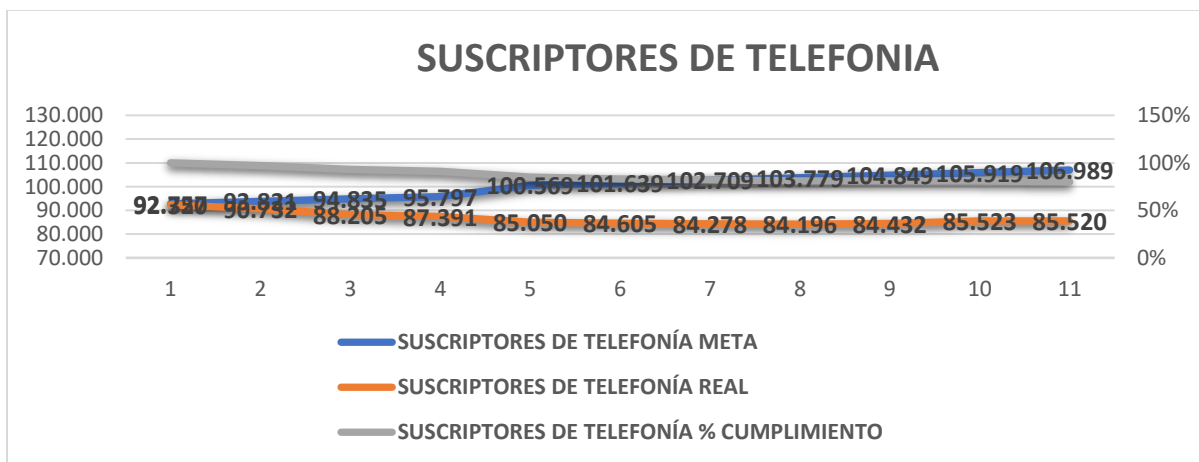 SUSCRIPTORES DE TELEFONIA
130.000
120.000
110.000
100.000
90.000
80.000
70.000
150%
100%
50%
0%
94.835 95.797 100.569 101.639 102.709 103.779 104.849 105.919 106.989
90.732 88.205 87.391 85.050 84.605 84.278 84.196 84.432 85.523 85.520
1 2 3 4 5 6 7 8 9 10 11
SUSCRIPTORES DE TELEFONÍA META
SUSCRIPTORES DE TELEFONÍA REAL
SUSCRIPTORES DE TELEFONÍA % CUMPLIMIENTO